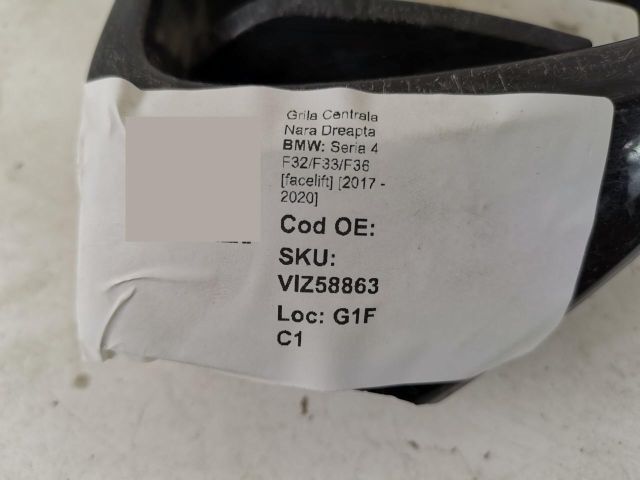 Grila Centrala
Nara Dreapta
BMW: Seria 4
F32/F33/F36
[facelift] [2017 -
2020]
Cod OE:
SKU:
VIZ58863
Loc: G1F
C1